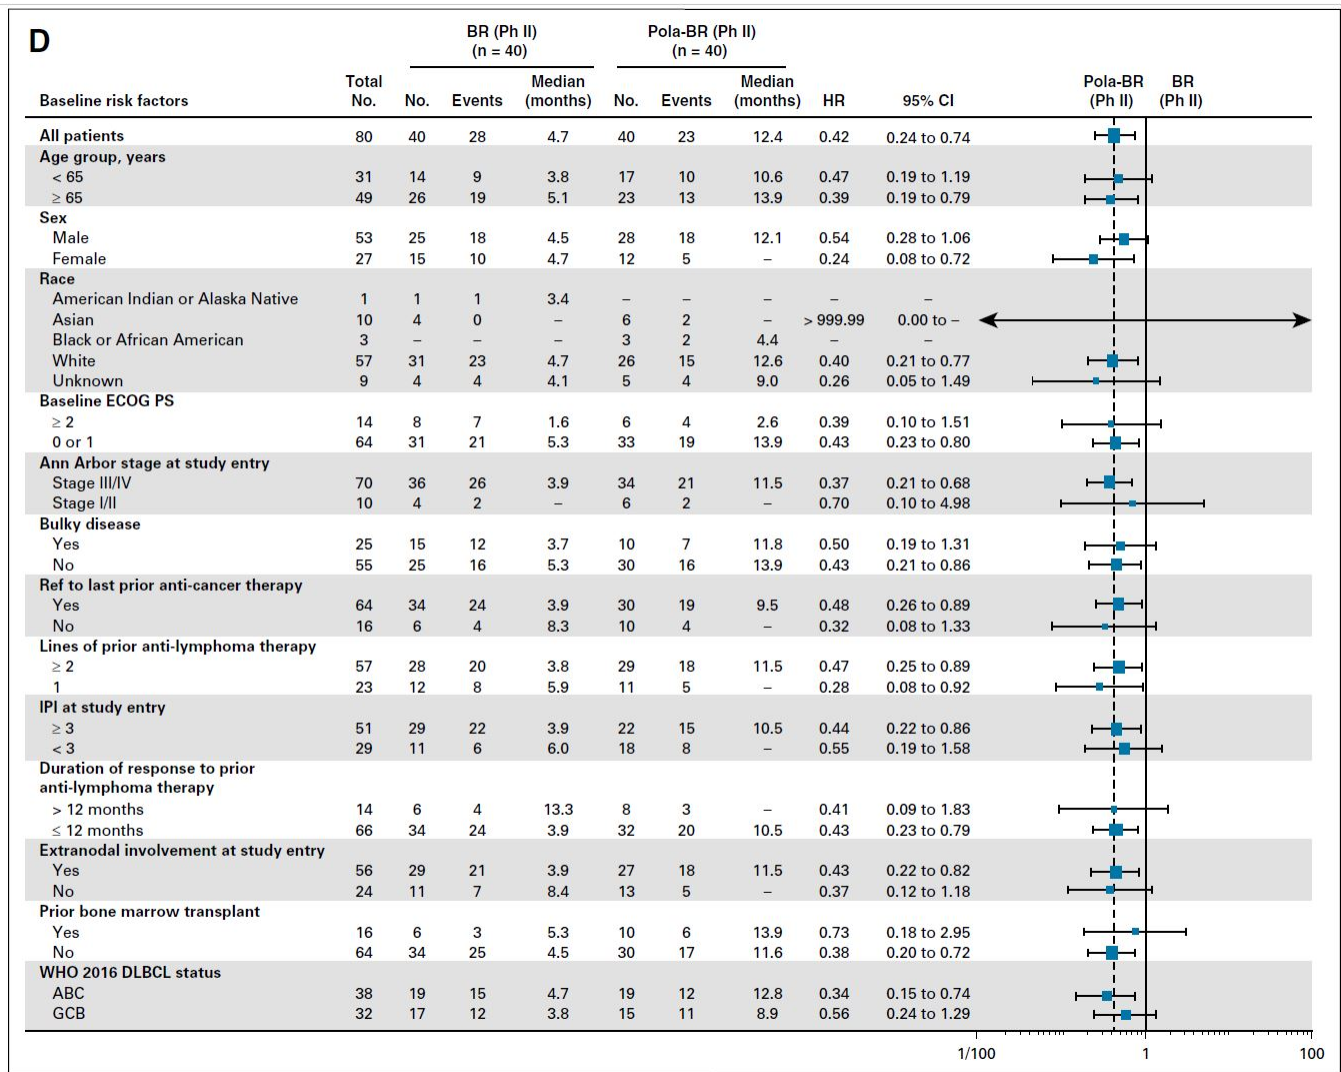 D
BR (Ph II) Pola-BR (Ph II)
(n = 40) (n = 40)
Total Median Median Pola-BR BR
Baseline risk factors No. No. Events (months) No. Events (months) HR 95% CI (Ph II) (Ph II)
All patients 80 40 28 4.7 40 23 12.4 0.42 0.24 to 0.74
Age group, years
< 65 31 14 9 3.8 17 10 10.6 0.47 0.19 to 1.19
≥ 65 49 26 19 5.1 23 13 13.9 0.39 0.19 to 0.79
Sex
Male 53 25 18 4.5 28 18 12.1 0.54 0.28 to 1.06
Female 27 15 10 4.7 12 5 – 0.24 0.08 to 0.72
Race
American Indian or Alaska Native 1 1 1 3.4 – – – – –
Asian 10 4 0 – 6 2 – > 999.99 0.00 to –
Black or African American 3 – – – 3 2 4.4 – –
White 57 31 23 4.7 26 15 12.6 0.40 0.21 to 0.77
Unknown 9 4 4 4.1 5 4 9.0 0.26 0.05 to 1.49
Baseline ECOG PS
≥ 2 14 8 7 1.6 6 4 2.6 0.39 0.10 to 1.51
0 or 1 64 31 21 5.3 33 19 13.9 0.43 0.23 to 0.80
Ann Arbor stage at study entry
Stage III/IV 70 36 26 3.9 34 21 11.5 0.37 0.21 to 0.68
Stage I/II 10 4 2 – 6 2 – 0.70 0.10 to 4.98
Bulky disease
Yes 25 15 12 3.7 10 7 11.8 0.50 0.19 to 1.31
No 55 25 16 5.3 30 16 13.9 0.43 0.21 to 0.86
Ref to last prior anti-cancer therapy
Yes 64 34 24 3.9 30 19 9.5 0.48 0.26 to 0.89
No 16 6 4 8.3 10 4 – 0.32 0.08 to 1.33
Lines of prior anti-lymphoma therapy
≥ 2 57 28 20 3.8 29 18 11.5 0.47 0.25 to 0.89
1 23 12 8 5.9 11 5 – 0.28 0.08 to 0.92
IPI at study entry
≥ 3 51 29 22 3.9 22 15 10.5 0.44 0.22 to 0.86
< 3 29 11 6 6.0 18 8 – 0.55 0.19 to 1.58
Duration of response to prior
anti-lymphoma therapy
> 12 months 14 6 4 13.3 8 3 – 0.41 0.09 to 1.83
≤ 12 months 66 34 24 3.9 32 20 10.5 0.43 0.23 to 0.79
Extranodal involvement at study entry
Yes 56 29 21 3.9 27 18 11.5 0.43 0.22 to 0.82
No 24 11 7 8.4 13 5 – 0.37 0.12 to 1.18
Prior bone marrow transplant
Yes 16 6 3 5.3 10 6 13.9 0.73 0.18 to 2.95
No 64 34 25 4.5 30 17 11.6 0.38 0.20 to 0.72
WHO 2016 DLBCL status
ABC 38 19 15 4.7 19 12 12.8 0.34 0.15 to 0.74
GCB 32 17 12 3.8 15 11 8.9 0.56 0.24 to 1.29
1/100 1 100